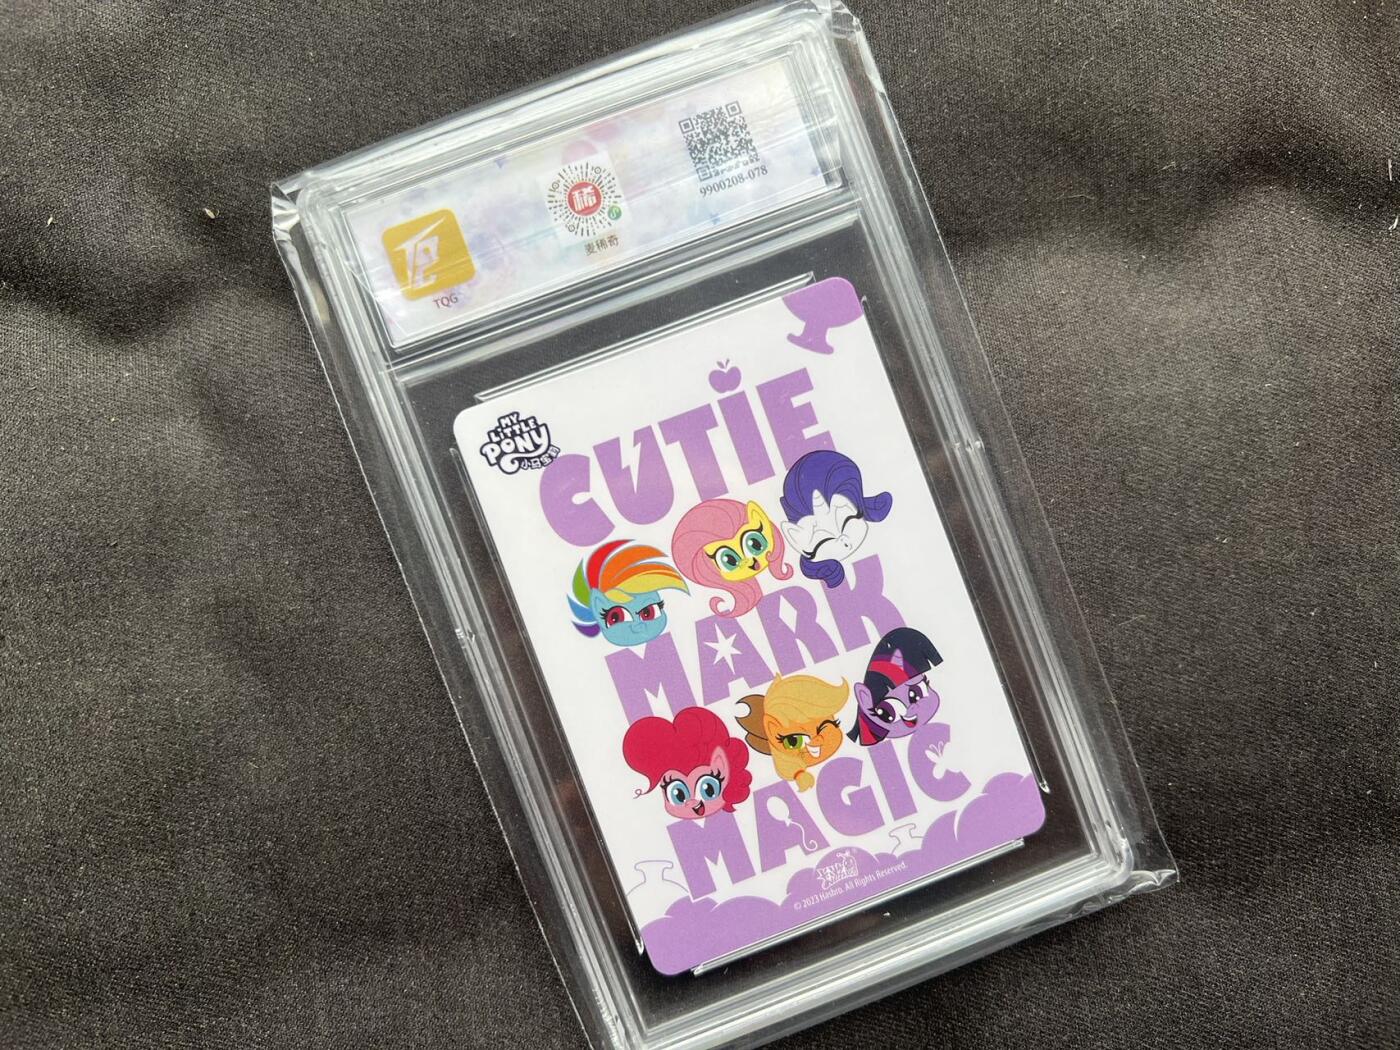 TQG
稀
麦稀奇
9900208-078
MY
LITTLE
PONY
小马宝莉
CUTIE
MARK
MAGIC
© 2023 Hasbro. All Rights Reserved.